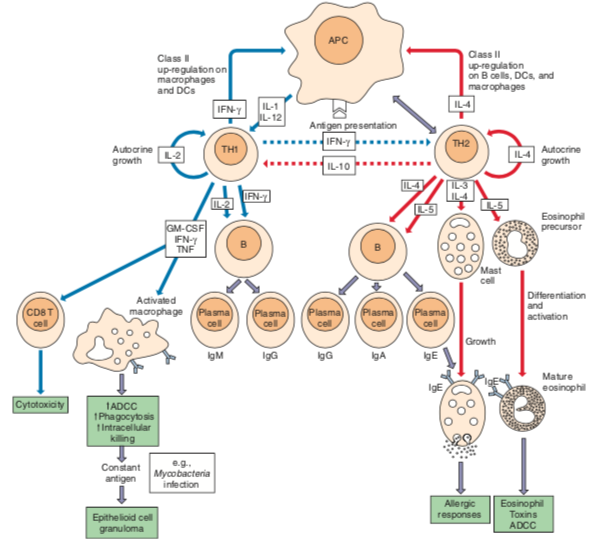 APC
Class II
up-regulation on
macrophages
and DCs
Class II
up-regulation
on B cells, DCs, and
macrophages
IFN-γ
IL-1
IL-12
IL-4
Antigen presentation
Autocrine
growth
IL-2
TH1
IFN-γ
IL-10
TH2
IL-4
Autocrine
growth
IL-2
IFN-γ
IL-4
IL-5
IL-3
IL-4
IL-5
GM-CSF
IFN-γ
TNF
B
B
Mast
cell
Eosinophil
precursor
CD8 T
cell
Activated
macrophage
Plasma
cell
Plasma
cell
Plasma
cell
Plasma
cell
Plasma
cell
IgM
IgG
IgG
IgA
IgE
Differentiation
and
activation
Growth
IgE
IgE
Mature
eosinophil
Cytotoxicity
↑ADCC
↑Phagocytosis
↑Intracellular
killing
Constant
antigen
e.g.,
Mycobacteria
infection
Epithelioid cell
granuloma
Allergic
responses
Eosinophil
Toxins
ADCC